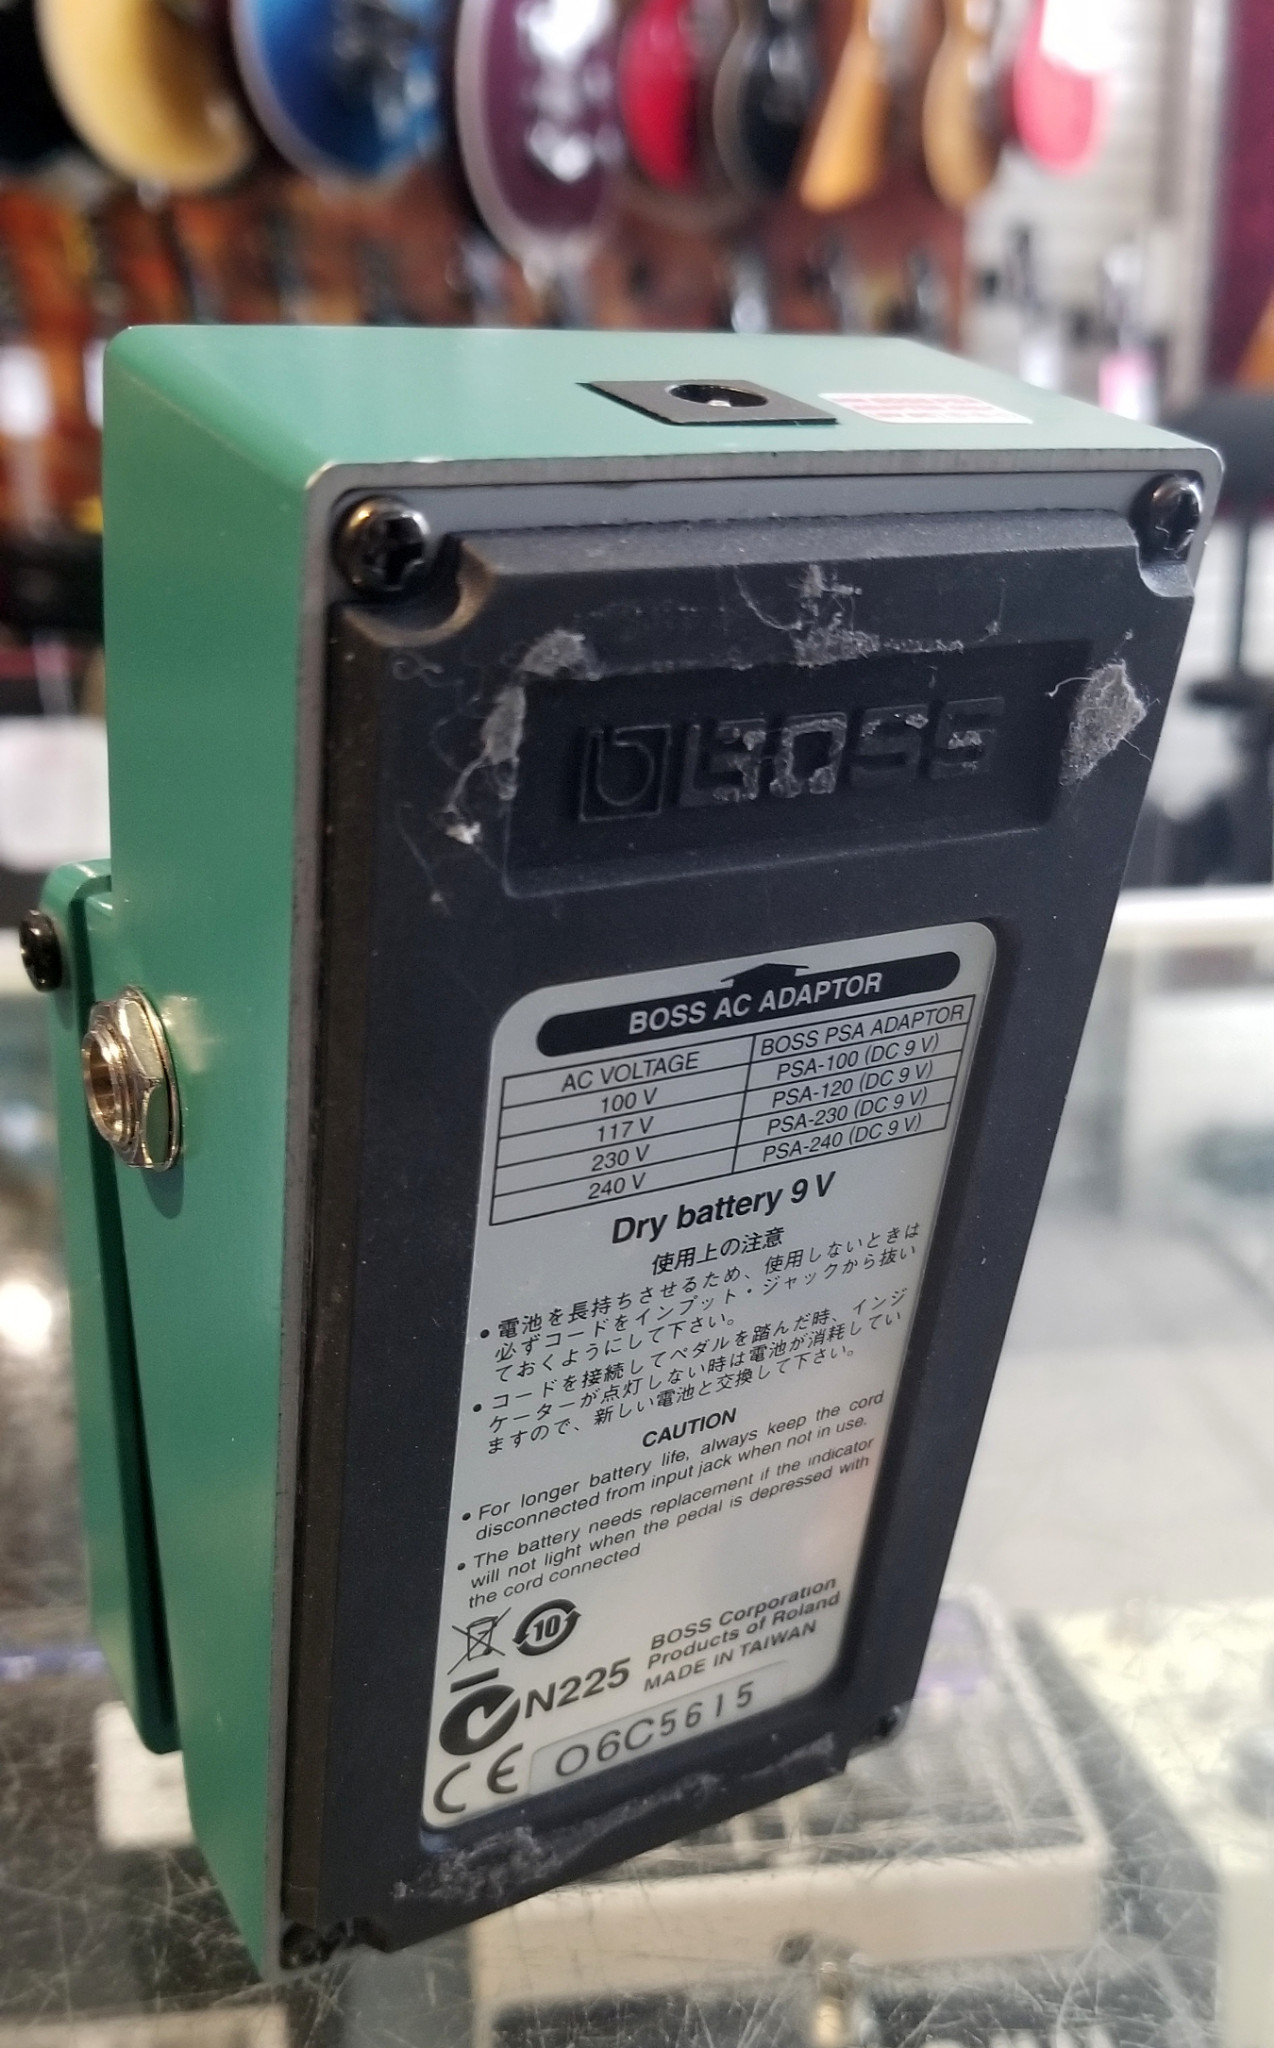 BOSS
BOSS AC ADAPTOR
AC VOLTAGE BOSS PSA ADAPTOR
100 V PSA-100 (DC 9 V)
117 V PSA-120 (DC 9 V)
230 V PSA-230 (DC 9 V)
240 V PSA-240 (DC 9 V)
Dry battery 9 V
使用上の注意
• 電池を長持ちさせるため、使用しないときは
必ずコードをインプット・ジャックから抜い
ておくようにして下さい。
• コードを接続してペダルを踏んだ時、インジ
ケーターが点灯しない時は電池が消耗してい
ますので、新しい電池と交換して下さい。
CAUTION
• For longer battery life, always keep the cord
disconnected from input jack when not in use.
• The battery needs replacement if the indicator
will not light when the pedal is depressed with
the cord connected
10
N225
BOSS Corporation
Products of Roland
MADE IN TAIWAN
CE
O6C5615